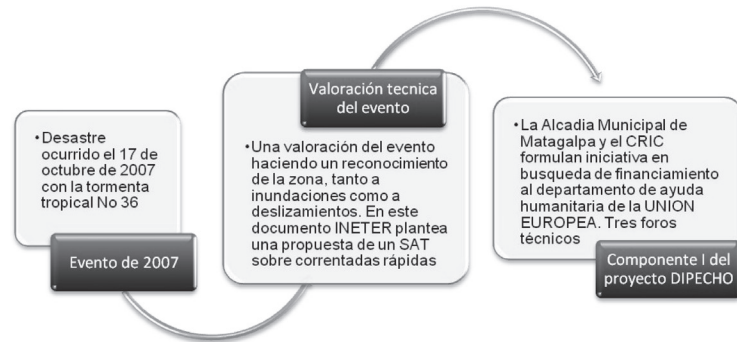 •Desastre
ocurrido el 17 de
octubre de 2007
con la tormenta
tropical No 36
Evento de 2007
Valoración tecnica
del evento
•Una valoración del evento
haciendo un reconocimiento
de la zona, tanto a
inundaciones como a
deslizamientos. En este
documento INETER plantea
una propuesta de un SAT
sobre correntadas rápidas
•La Alcadia Municipal de
Matagalpa y el CRIC
formulan iniciativa en
busqueda de financiamiento
al departamento de ayuda
humanitaria de la UNION
EUROPEA. Tres foros
técnicos
Componente I del
proyecto DIPECHO